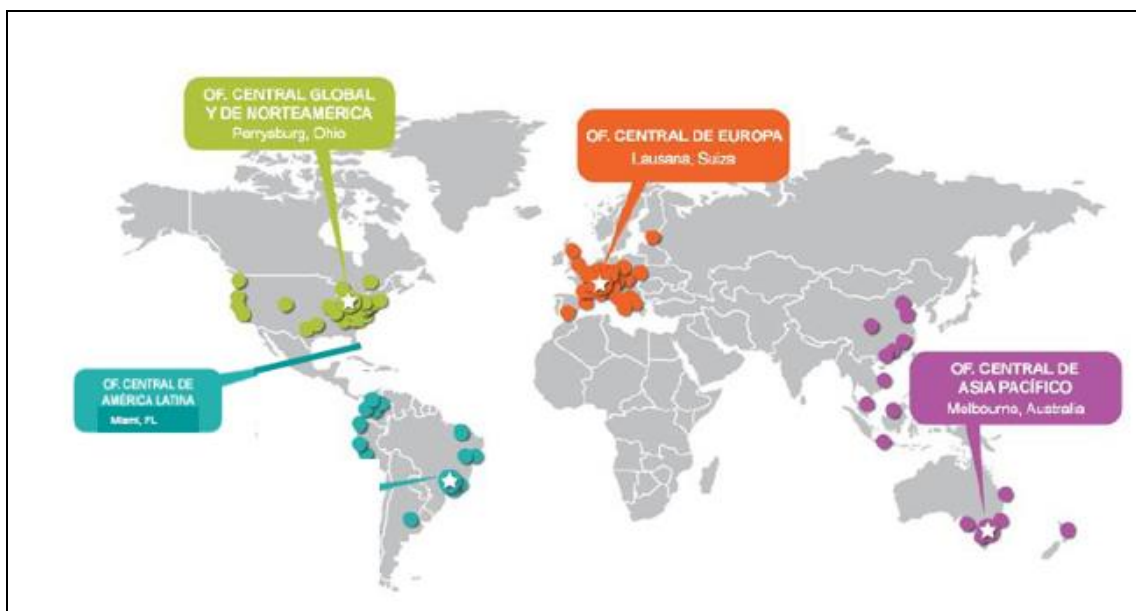 OF. CENTRAL GLOBAL
Y DE NORTEAMÉRICA
Perrysburg, Ohio
OF. CENTRAL DE EUROPA
Lausana, Suiza
OF. CENTRAL DE
AMÉRICA LATINA
Miami, FL
OF. CENTRAL DE
ASIA PACÍFICO
Melbourne, Australia